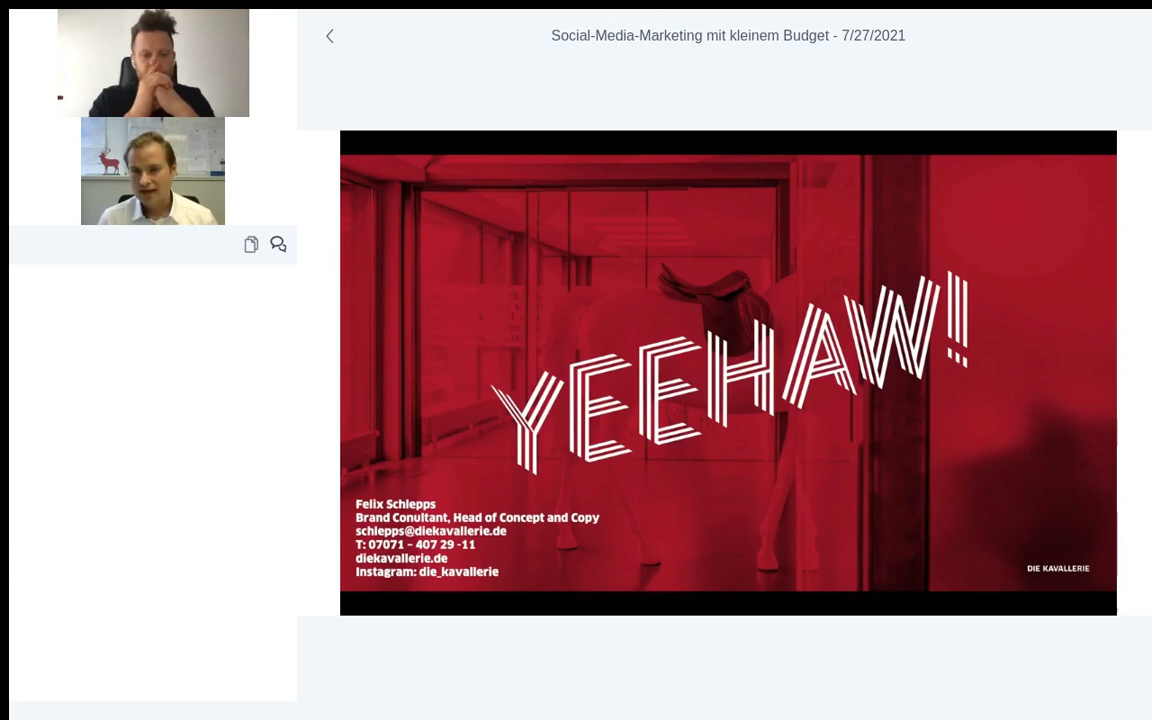 Social-Media-Marketing mit kleinem Budget - 7/27/2021
YEEHAW!!!
Felix Schlepps
Brand Conultant, Head of Concept and Copy
schlepps@diekavallerie.de
T: 07071 – 407 29 -11
diekavallerie.de
Instagram: die_kavallerie
DIE KAVALLERIE